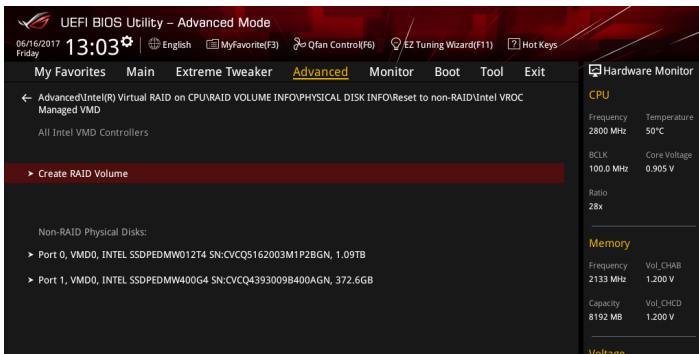 UEFI BIOS Utility – Advanced Mode
06/16/2017 Friday 13:03 English MyFavorite(F3) Qfan Control(F6) EZ Tuning Wizard(F11) ? Hot Keys
My Favorites Main Extreme Tweaker Advanced Monitor Boot Tool Exit
← Advanced\Intel(R) Virtual RAID on CPU\RAID VOLUME INFO\PHYSICAL DISK INFO\Reset to non-RAID\Intel VROC
Managed VMD
All Intel VMD Controllers
> Create RAID Volume
Non-RAID Physical Disks:
> Port 0, VMD0, INTEL SSDPEDMW012T4 SN:CVCQ5162003M1P2BGN, 1.09TB
> Port 1, VMD0, INTEL SSDPEDMW400G4 SN:CVCQ4393009B400AGN, 372.6GB
Hardware Monitor
CPU
Frequency Temperature
2800 MHz 50°C
BCLK Core Voltage
100.0 MHz 0.905 V
Ratio
28x
Memory
Frequency Vol_CHAB
2133 MHz 1.200 V
Capacity Vol_CHCD
8192 MB 1.200 V
Voltage